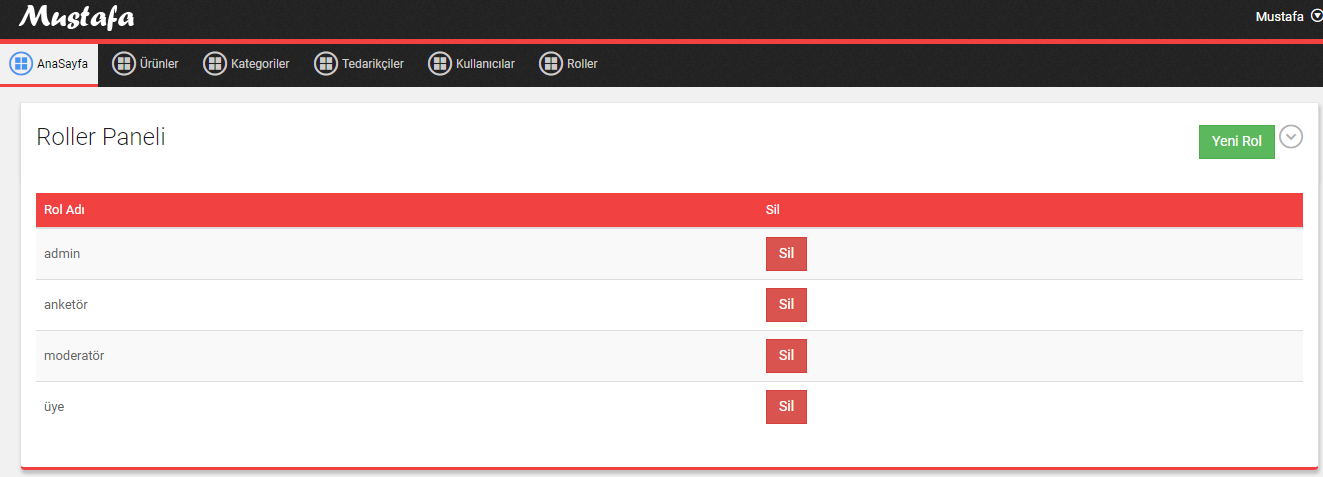 Mustafa
Mustafa
AnaSayfa Ürünler Kategoriler Tedarikçiler Kullanıcılar Roller
Roller Paneli
Yeni Rol
Rol Adı Sil
admin Sil
anketör Sil
moderatör Sil
üye Sil